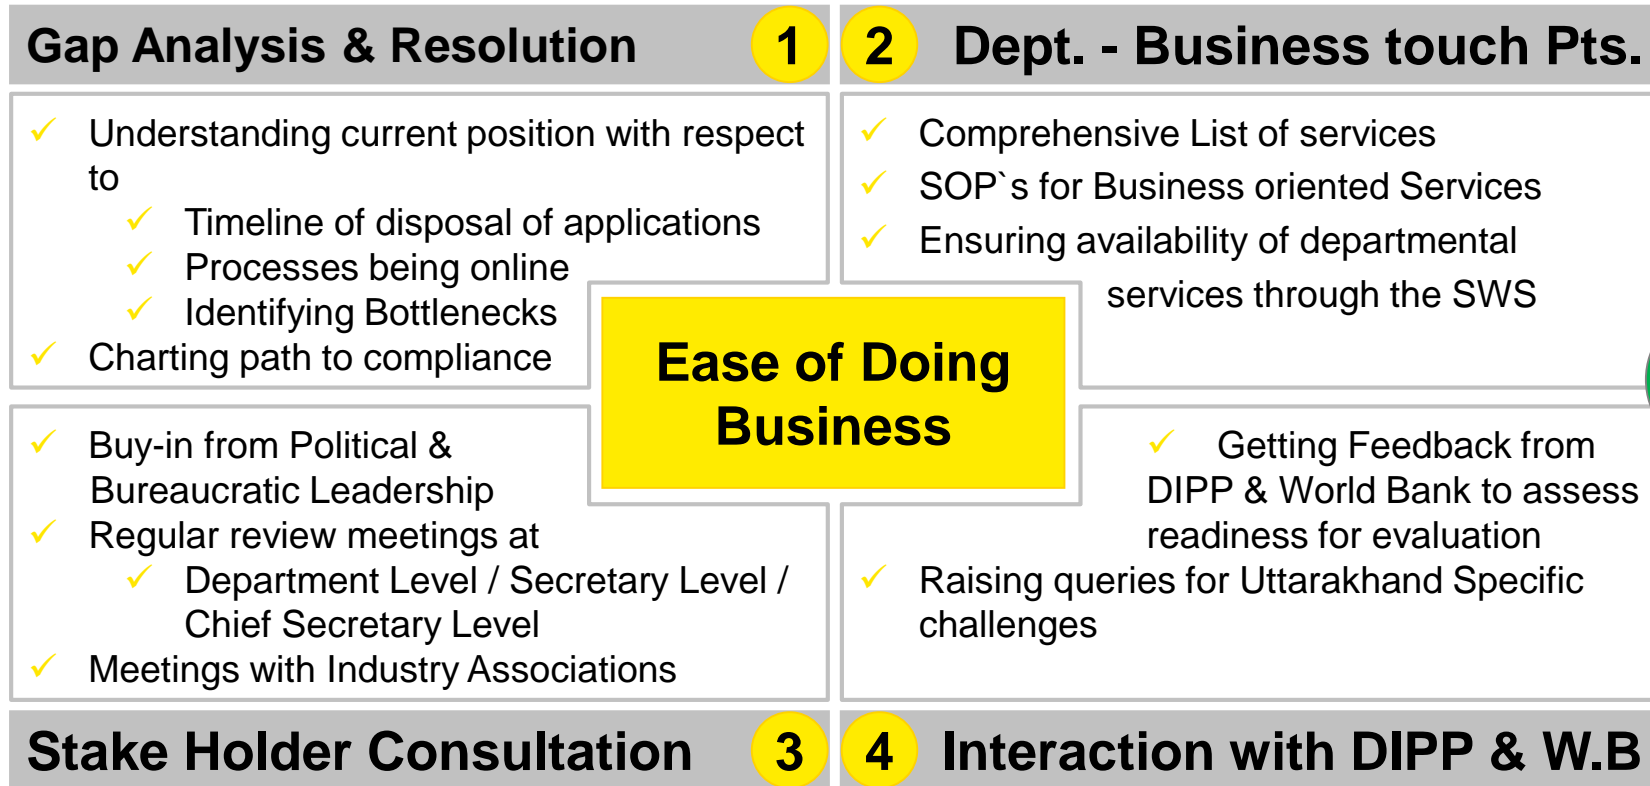 Gap Analysis & Resolution
1
2
Dept. - Business touch Pts.
Understanding current position with respect
to
Timeline of disposal of applications
Processes being online
Identifying Bottlenecks
Charting path to compliance
Comprehensive List of services
SOP`s for Business oriented Services
Ensuring availability of departmental
services through the SWS
Ease of Doing
Business
Buy-in from Political &
Bureaucratic Leadership
Regular review meetings at
Department Level / Secretary Level /
Chief Secretary Level
Meetings with Industry Associations
Getting Feedback from
DIPP & World Bank to assess
readiness for evaluation
Raising queries for Uttarakhand Specific
challenges
Stake Holder Consultation
3
4
Interaction with DIPP & W.B